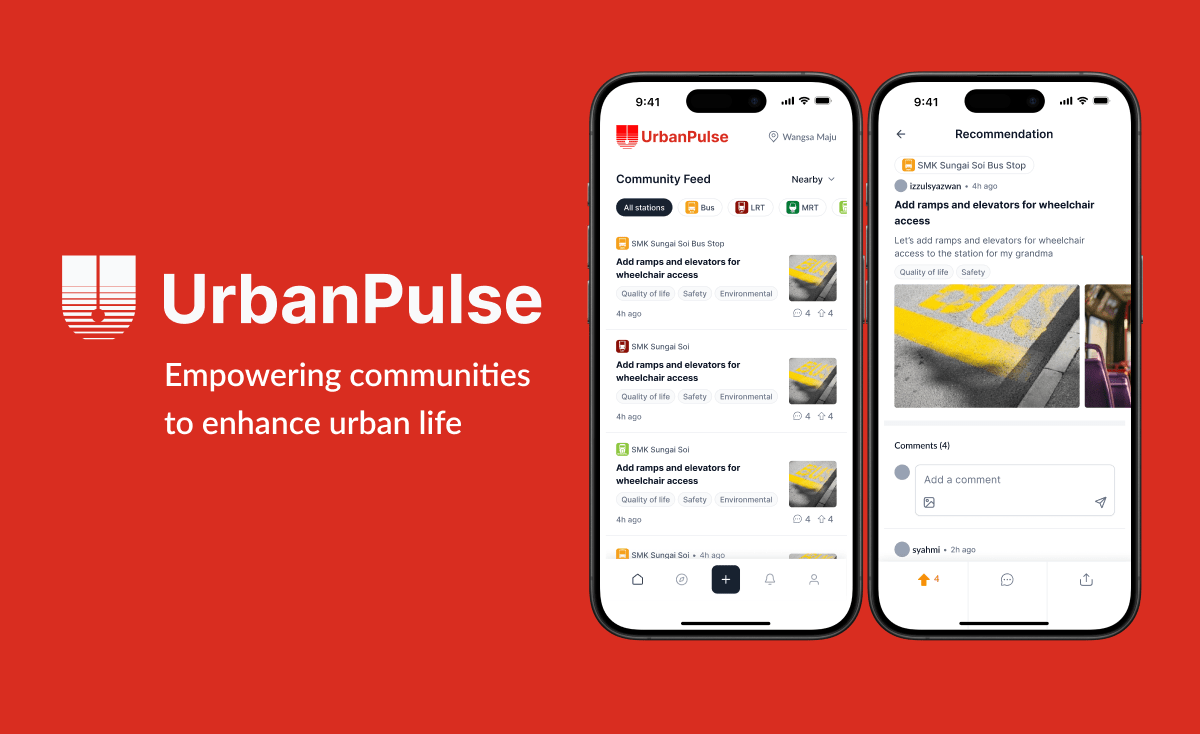 UrbanPulse
Empowering communities
to enhance urban life
9:41
UrbanPulse
Wangsa Maju
Community Feed
Nearby
All stations
Bus
LRT
MRT
SMK Sungai Soi Bus Stop
Add ramps and elevators for
wheelchair access
Quality of life
Safety
Environmental
4h ago
4
4
SMK Sungai Soi
Add ramps and elevators for
wheelchair access
Quality of life
Safety
Environmental
4h ago
4
4
SMK Sungai Soi
Add ramps and elevators for
wheelchair access
Quality of life
Safety
Environmental
4h ago
4
4
SMK Sungai Soi • 4h ago
9:41
Recommendation
SMK Sungai Soi Bus Stop
izzulsyazwan • 4h ago
Add ramps and elevators for wheelchair
access
Let's add ramps and elevators for wheelchair
access to the station for my grandma
Quality of life
Safety
BUS
Comments (4)
Add a comment
syahmi • 2h ago
4